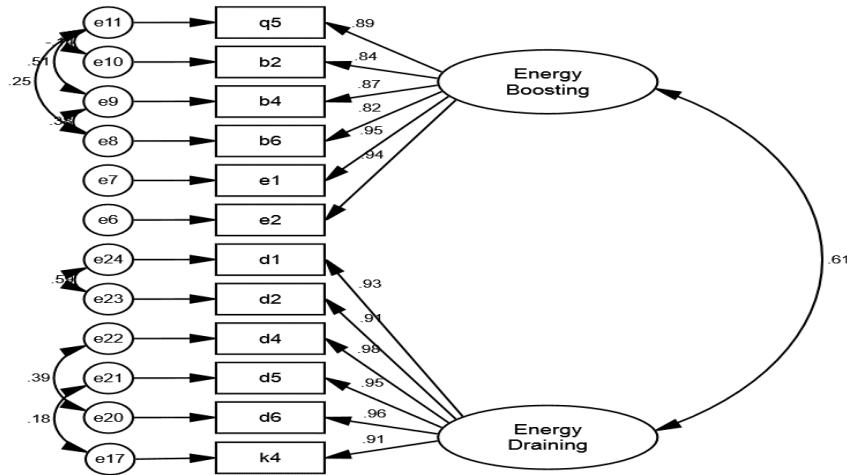 e11
q5
.89
e10
b2
.84
.51
e9
b4
.87
.25
e8
b6
.82
e7
e1
.95
e6
e2
.94
Energy
Boosting
.61
e24
d1
.93
e23
d2
.91
e22
d4
.98
.39
e21
d5
.95
e20
d6
.96
.18
e17
k4
.91
Energy
Draining